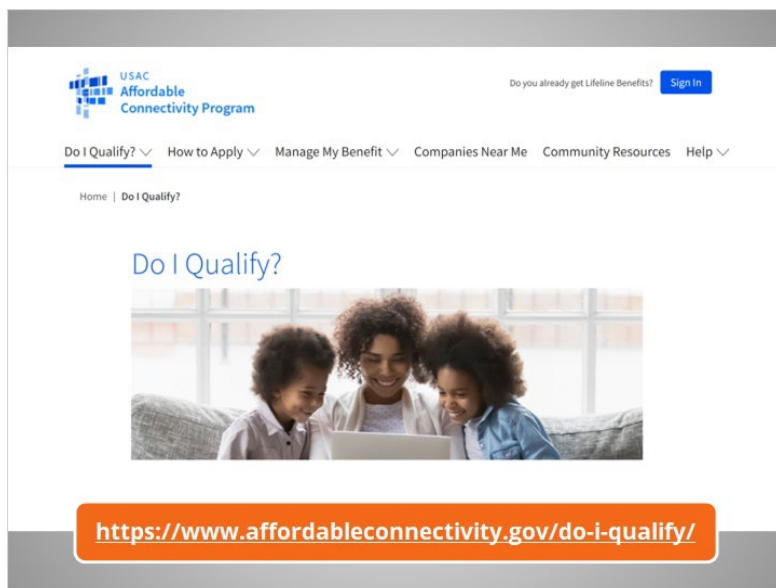 USAC
Affordable
Connectivity Program
Do you already get Lifeline Benefits? Sign In
Do I Qualify? How to Apply Manage My Benefit Companies Near Me Community Resources Help
Home | Do I Qualify?
Do I Qualify?
https://www.affordableconnectivity.gov/do-i-qualify/